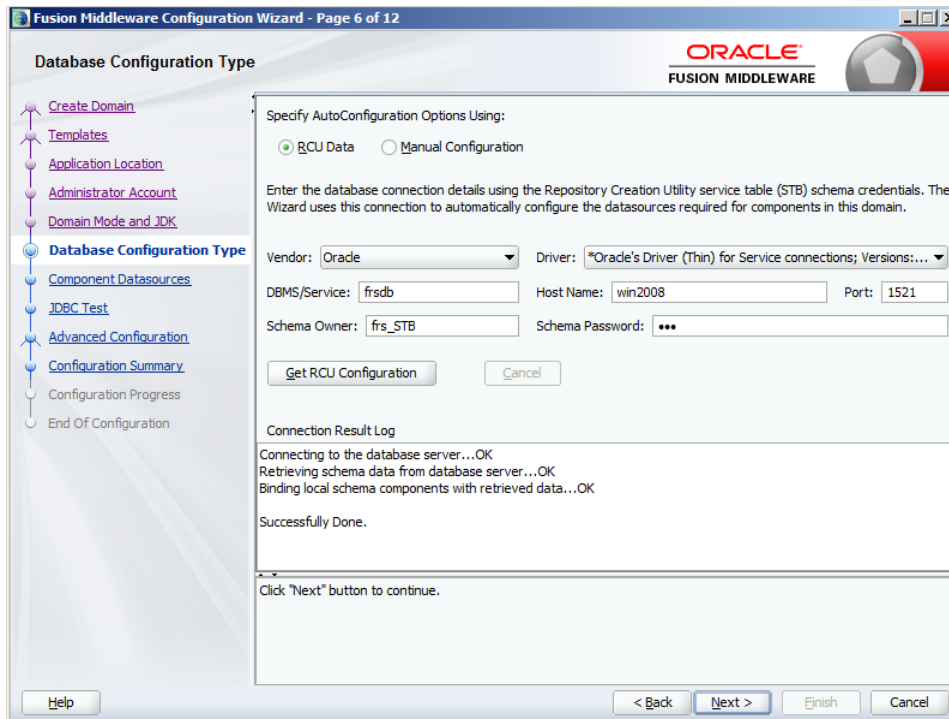 Fusion Middleware Configuration Wizard - Page 6 of 12
Database Configuration Type
ORACLE
FUSION MIDDLEWARE
Create Domain
Templates
Application Location
Administrator Account
Domain Mode and JDK
Database Configuration Type
Component Datasources
JDBC Test
Advanced Configuration
Configuration Summary
Configuration Progress
End Of Configuration
Specify AutoConfiguration Options Using:
RCU Data Manual Configuration
Enter the database connection details using the Repository Creation Utility service table (STB) schema credentials. The
Wizard uses this connection to automatically configure the datasources required for components in this domain.
Vendor: Oracle Driver: *Oracle's Driver (Thin) for Service connections; Versions:...
DBMS/Service: frsdb Host Name: win2008 Port: 1521
Schema Owner: frs_STB Schema Password: •••
Get RCU Configuration Cancel
Connection Result Log
Connecting to the database server...OK
Retrieving schema data from database server...OK
Binding local schema components with retrieved data...OK
Successfully Done.
Click "Next" button to continue.
Help < Back Next > Finish Cancel